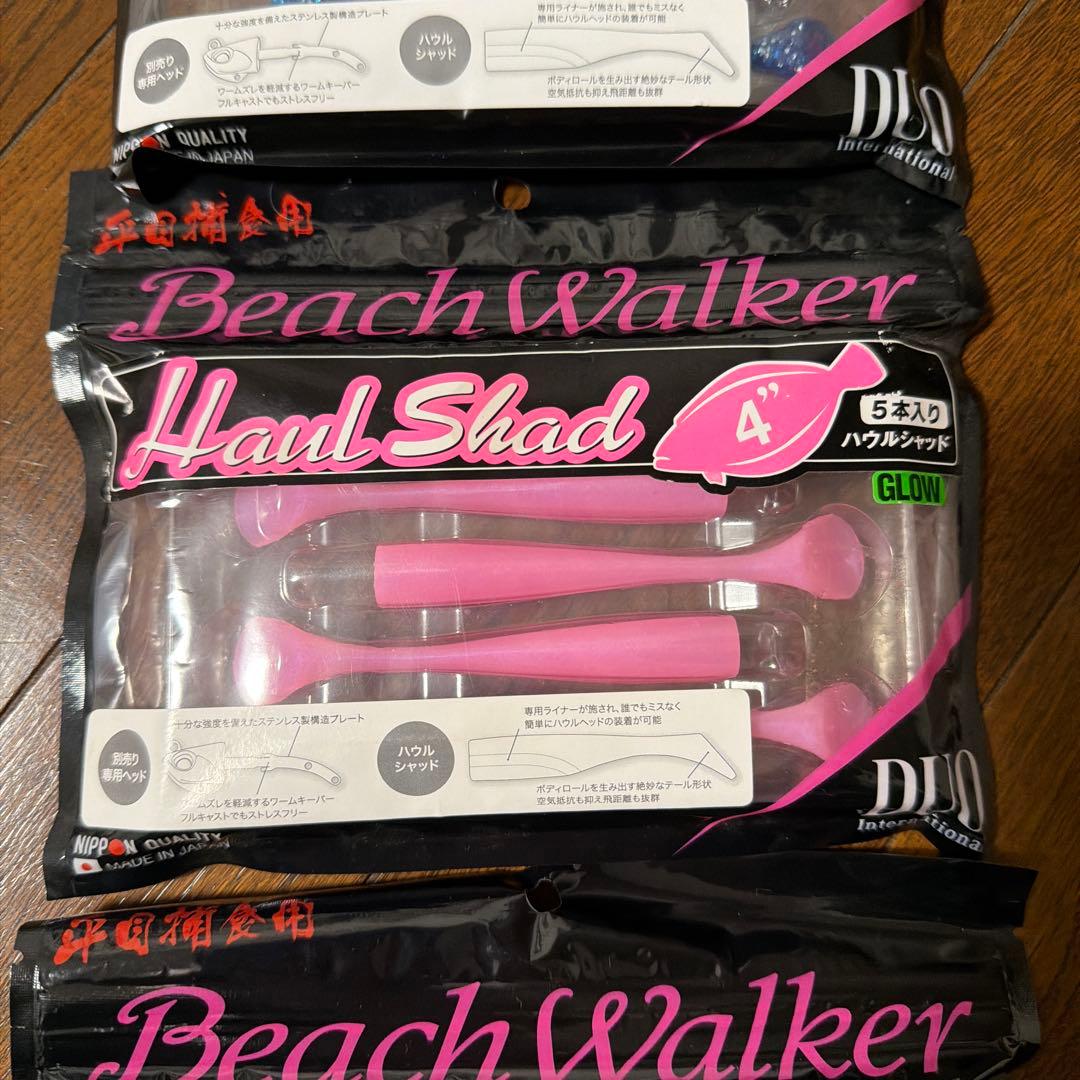 十分な強度を備えたステンレス製構造プレート
専用ライナーが施され、誰でもミスなく
簡単にハウルヘッドの装着が可能
別売り
専用ヘッド
ハウル
シャッド
ワームズレを軽減するワームキーパー
フルキャストでもストレスフリー
ボディロールを生み出す絶妙なテール形状
空気抵抗も抑え飛距離も抜群
NIPPON QUALITY
IN JAPAN
DUO
International
平目捕食用
Beach Walker
Haul Shad
4”
5本入り
ハウルシャッド
GLOW
十分な強度を備えたステンレス製構造プレート
専用ライナーが施され、誰でもミスなく
簡単にハウルヘッドの装着が可能
別売り
専用ヘッド
ハウル
シャッド
ワームズレを軽減するワームキーパー
フルキャストでもストレスフリー
ボディロールを生み出す絶妙なテール形状
空気抵抗も抑え飛距離も抜群
NIPPON QUALITY
MADE IN JAPAN
DUO
International
平目捕食用
Beach Walker